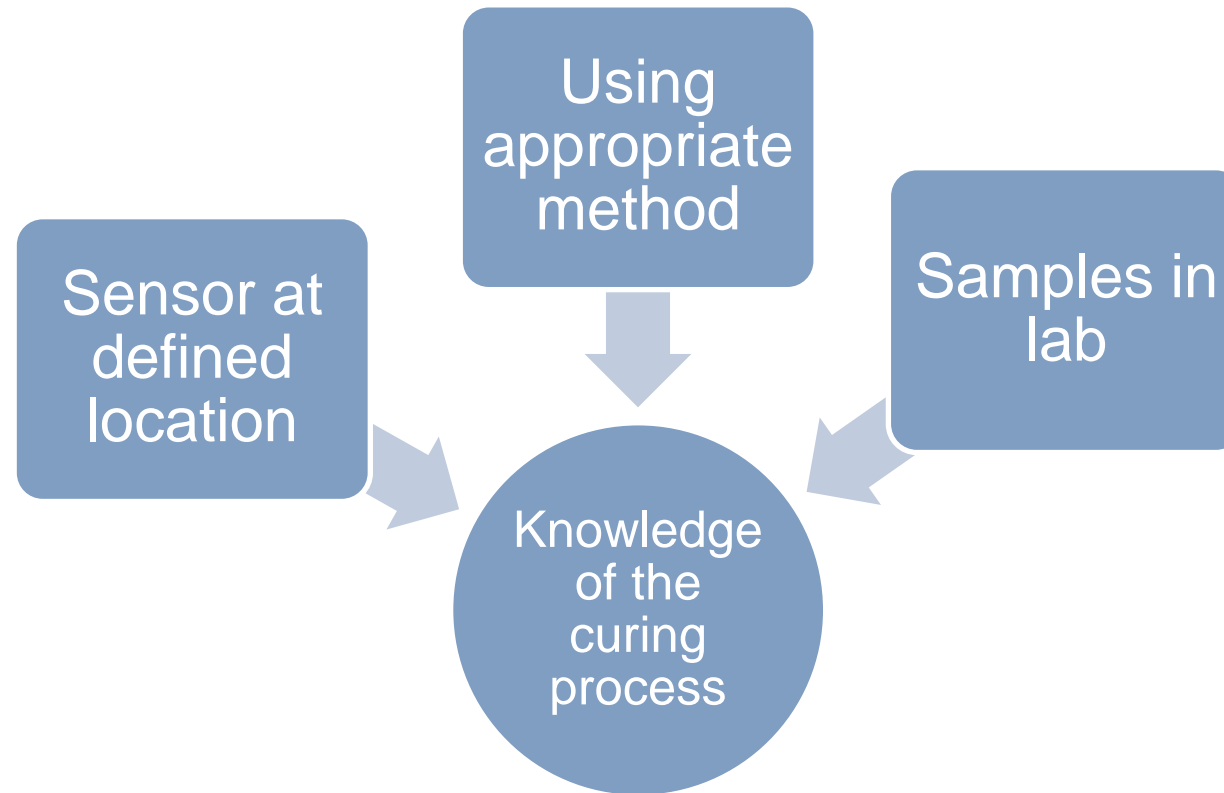 Using
appropriate
method
Sensor at
defined
location
Samples in
lab
Knowledge
of the
curing
process